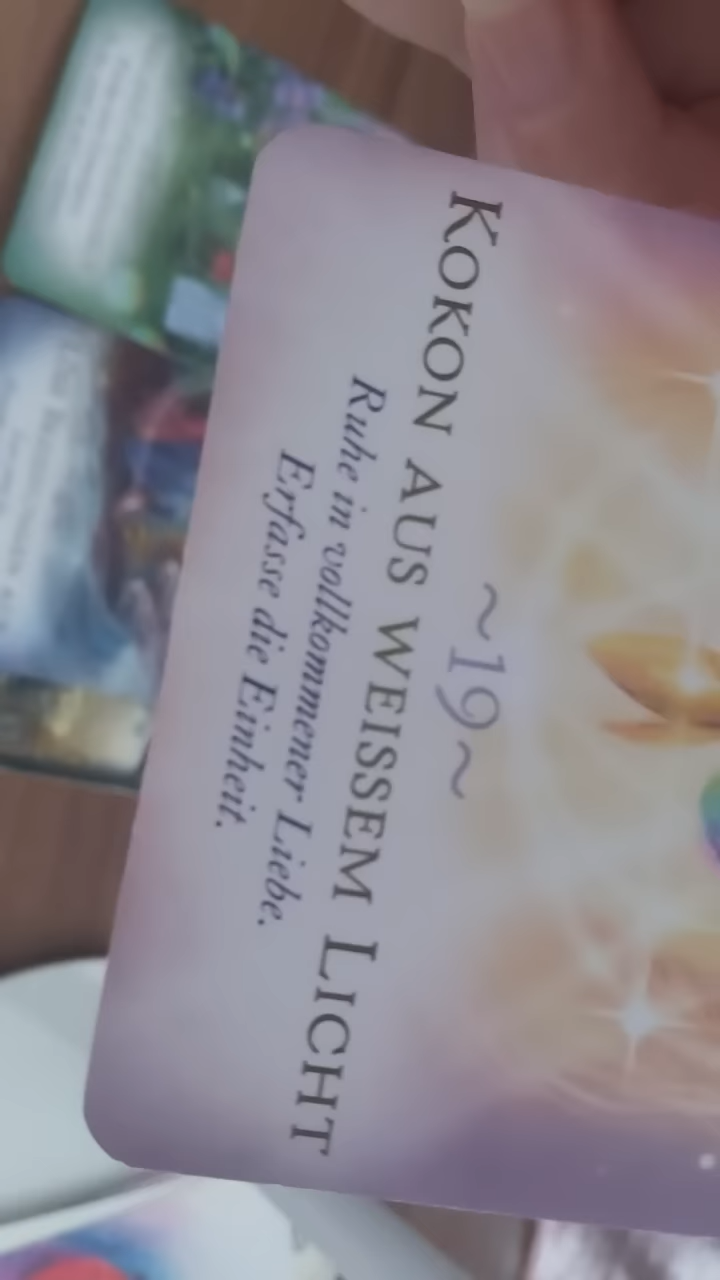 ~19~
KOKON AUS WEISSEM LICHT
Ruhe in vollkommener Liebe.
Erfasse die Einheit.